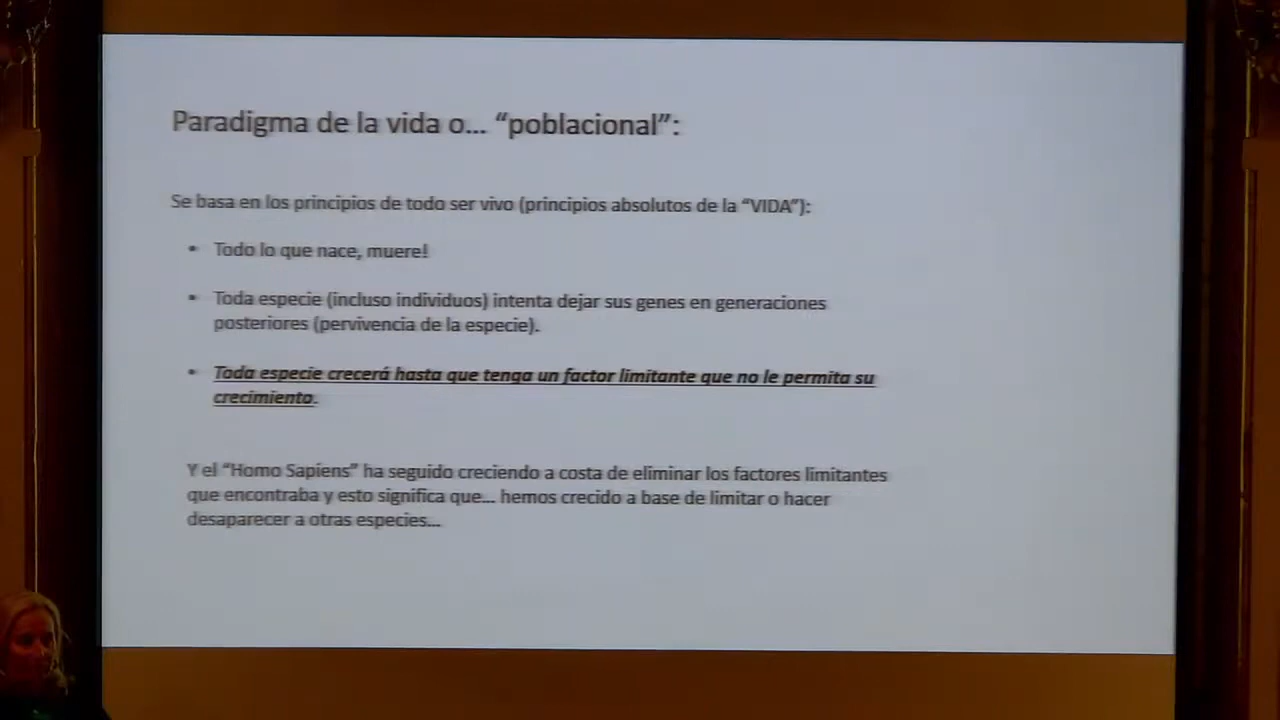 Paradigma de la vida o... “poblacional”:
Se basa en los principios de todo ser vivo (principios absolutos de la “VIDA”):
• Todo lo que nace, muere!
• Toda especie (incluso individuos) intenta dejar sus genes en generaciones
posteriores (pervivencia de la especie).
• Toda especie crecerá hasta que tenga un factor limitante que no le permita su
crecimiento.
Y el “Homo Sapiens” ha seguido creciendo a costa de eliminar los factores limitantes
que encontraba y esto significa que... hemos crecido a base de limitar o hacer
desaparecer a otras especies...